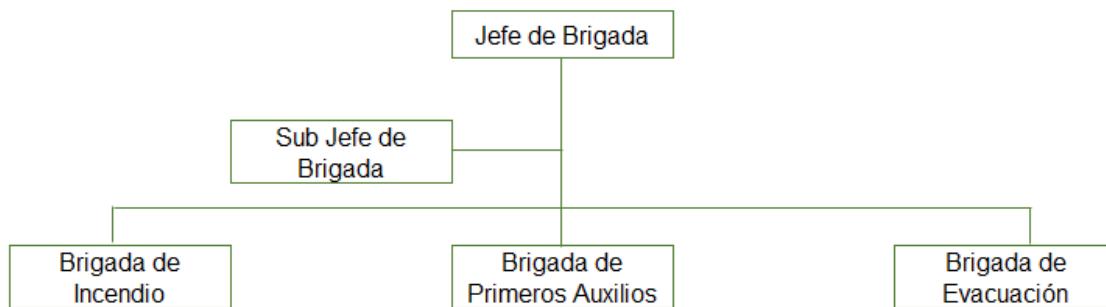 Jefe de Brigada
Sub Jefe de
Brigada
Brigada de
Incendio
Brigada de
Primeros Auxilios
Brigada de
Evacuación